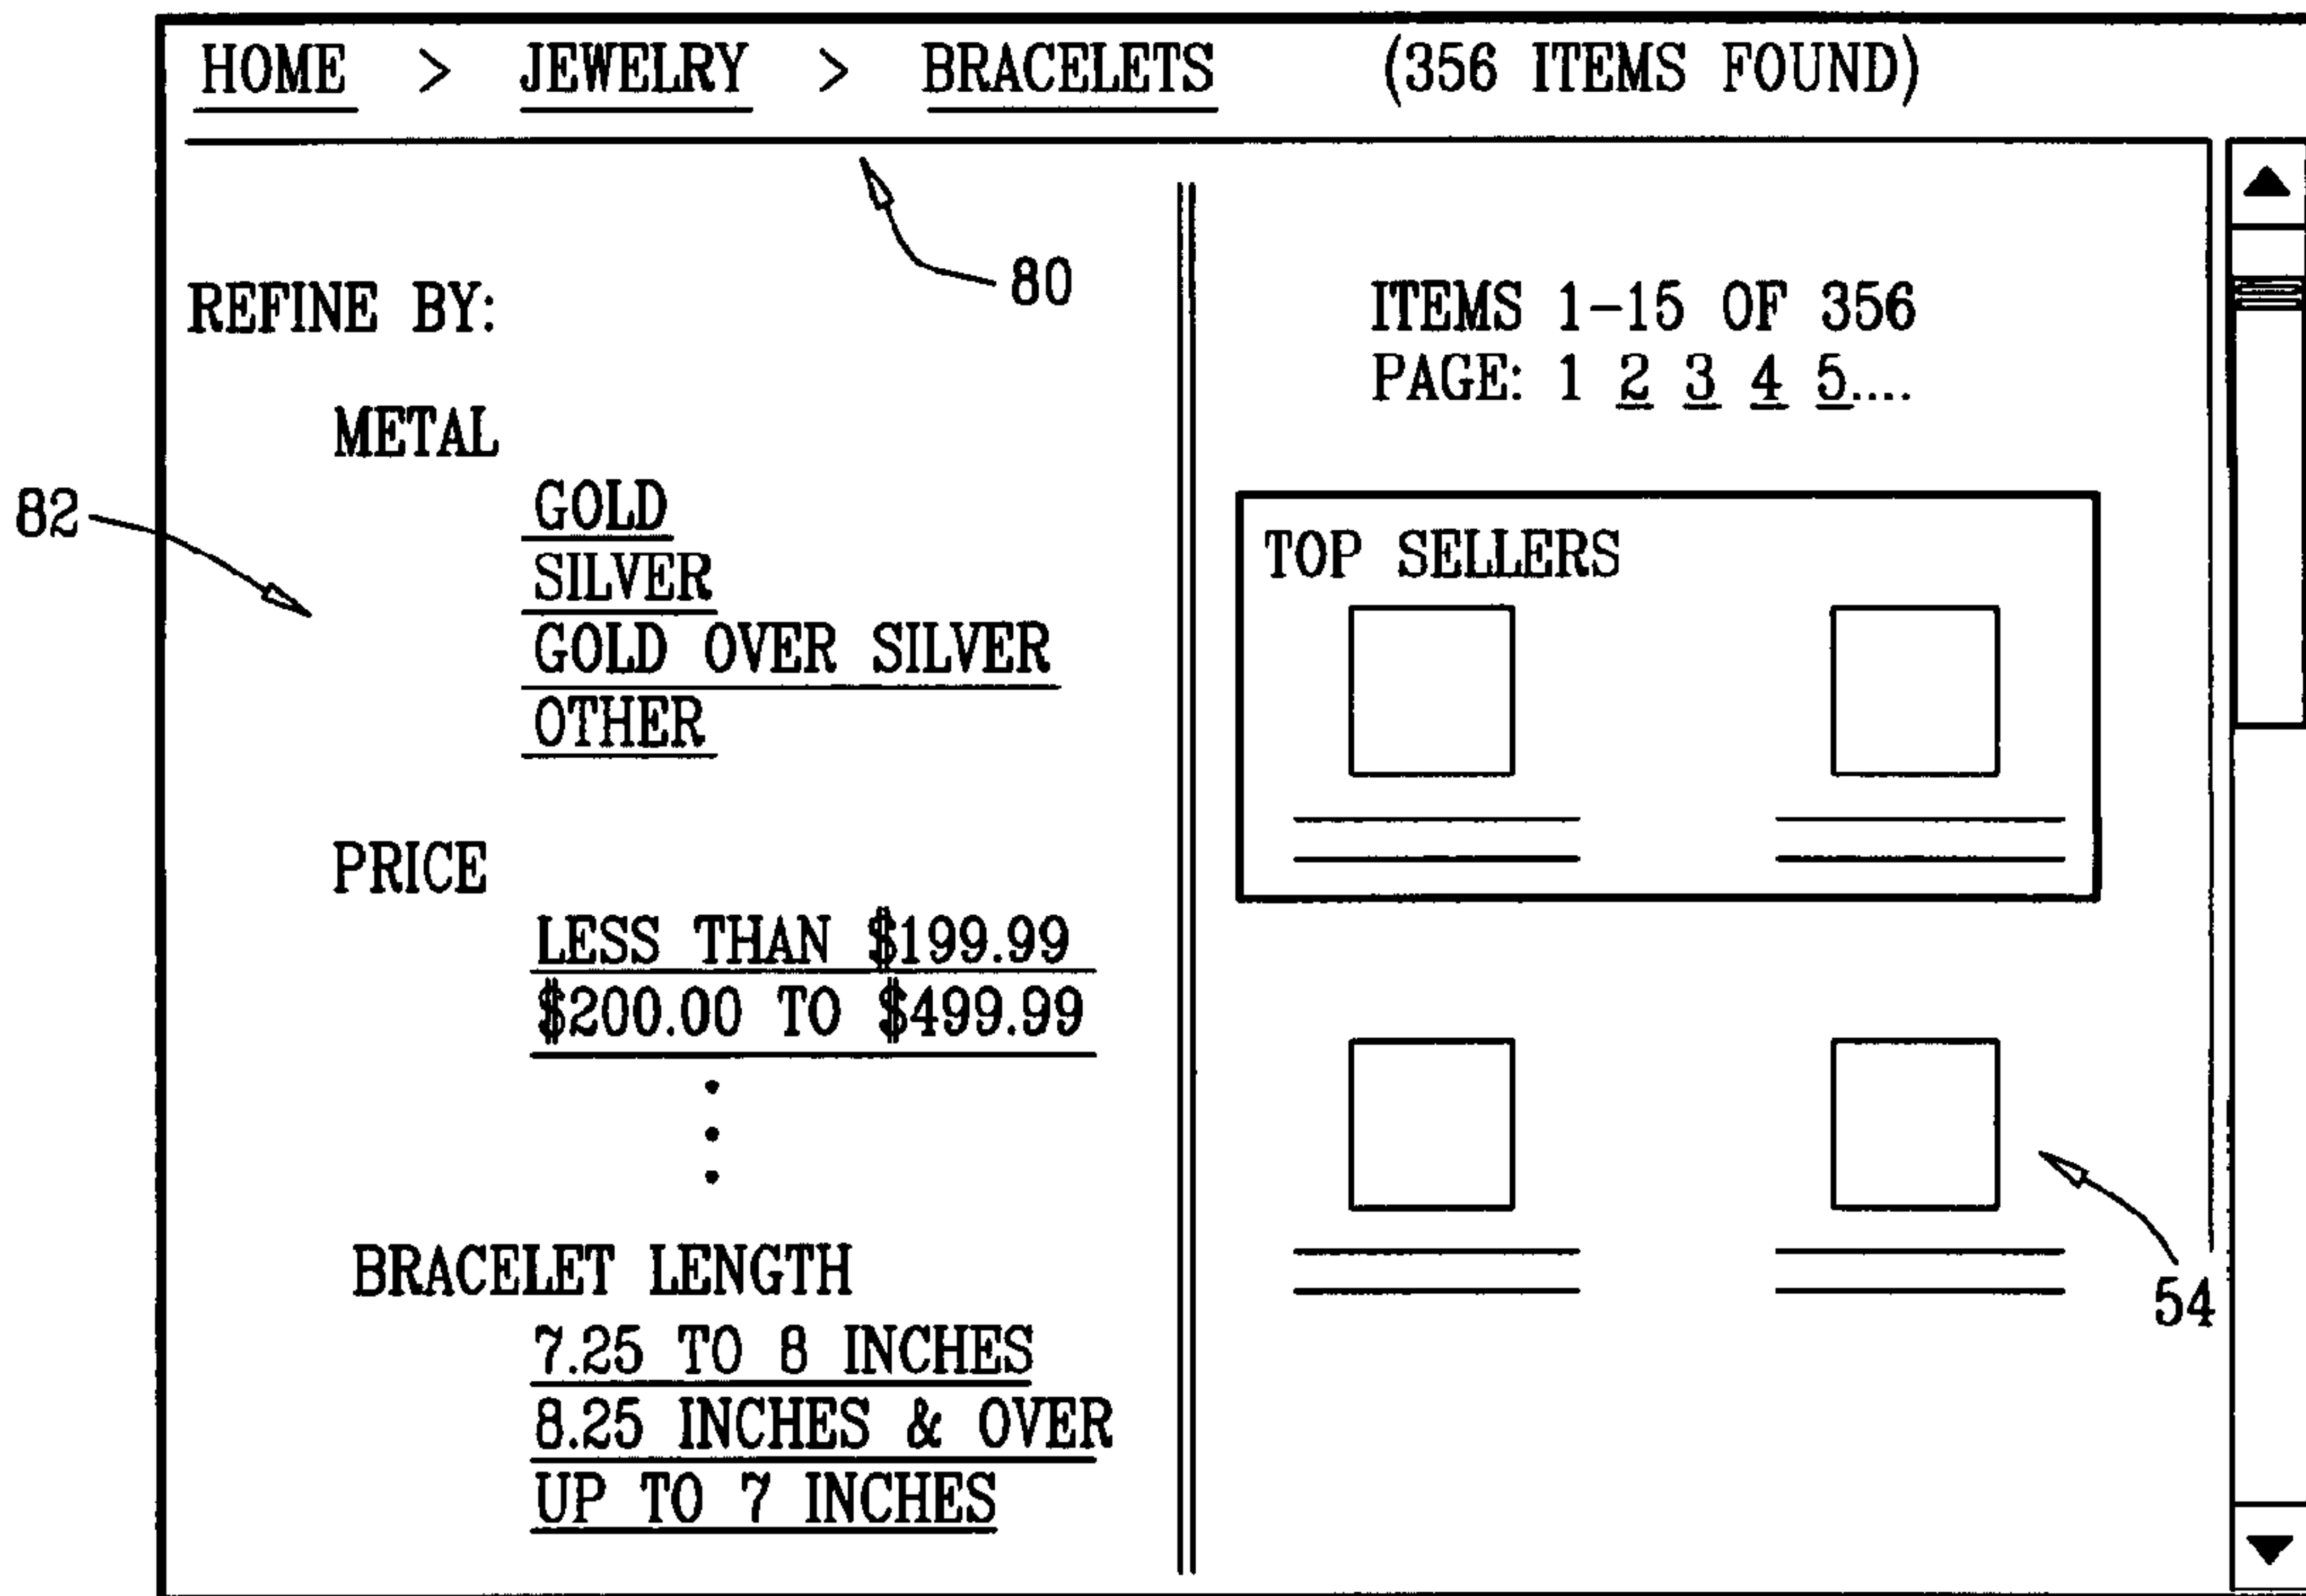 HOME > JEWELRY > BRACELETS (356 ITEMS FOUND)
80
REFINE BY:
METAL
82
GOLD
SILVER
GOLD OVER SILVER
OTHER
PRICE
LESS THAN $199.99
$200.00 TO $499.99
BRACELET LENGTH
7.25 TO 8 INCHES
8.25 INCHES & OVER
UP TO 7 INCHES
ITEMS 1-15 OF 356
PAGE: 1 2 3 4 5....
TOP SELLERS
54